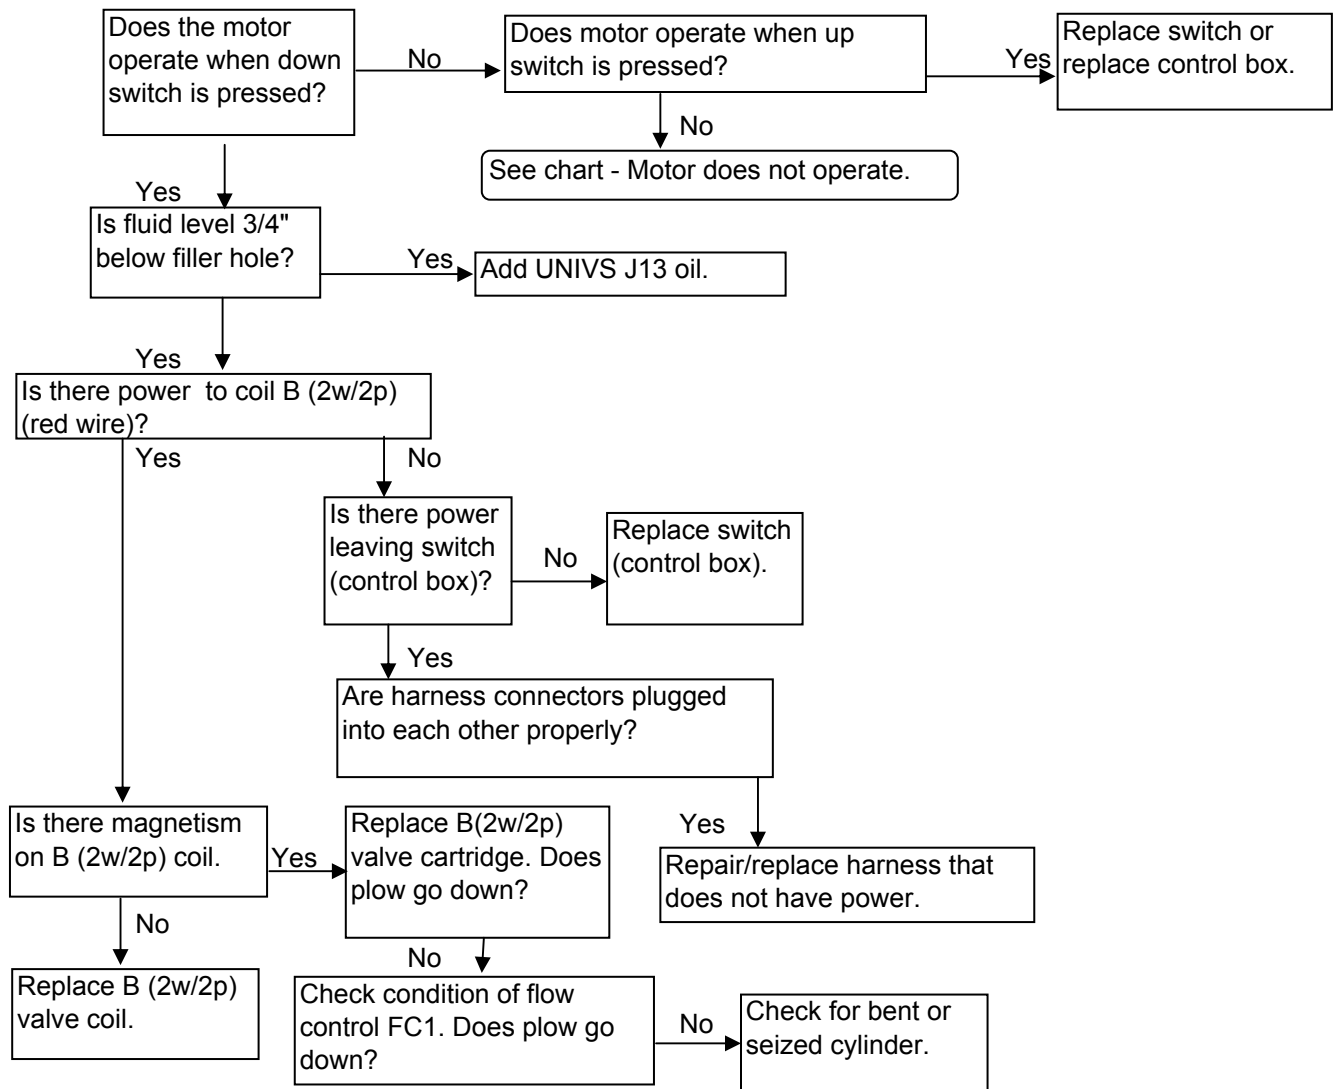 Does the motor
operate when down
switch is pressed?
No
Does motor operate when up
switch is pressed?
Yes
Replace switch or
replace control box.
No
See chart - Motor does not operate.
Yes
Is fluid level 3/4"
below filler hole?
Yes
Add UNIVS J13 oil.
Yes
Is there power  to coil B (2w/2p)
(red wire)?
Yes
No
Is there power
leaving switch
(control box)?
No
Replace switch
(control box).
Yes
Are harness connectors plugged
into each other properly?
Yes
Repair/replace harness that
does not have power.
Is there magnetism
on B (2w/2p) coil.
Yes
Replace B(2w/2p)
valve cartridge. Does
plow go down?
No
Replace B (2w/2p)
valve coil.
No
Check condition of flow
control FC1. Does plow go
down?
No
Check for bent or
seized cylinder.